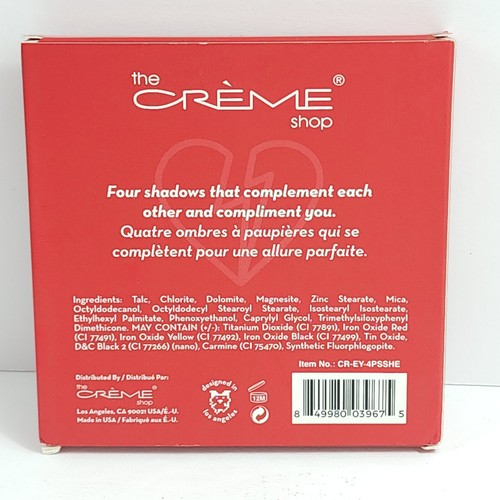 the
CRÈME®
shop
Four shadows that complement each
other and compliment you.
Quatre ombres à paupières qui se
complètent pour une allure parfaite.
Ingredients: Talc, Chlorite, Dolomite, Magnesite, Zinc Stearate, Mica,
Octyldodecanol, Octyldodecyl Stearoyl Stearate, Isostearyl Isostearate,
Ethylhexyl Palmitate, Phenoxyethanol, Caprylyl Glycol, Trimethylsiloxyphenyl
Dimethicone. MAY CONTAIN (+/-): Titanium Dioxide (CI 77891), Iron Oxide Red
(CI 77491), Iron Oxide Yellow (CI 77492), Iron Oxide Black (CI 77499), Tin Oxide,
D&C Black 2 (CI 77266) (nano), Carmine (CI 75470), Synthetic Fluorphlogopite.
Item No.: CR-EY-4PSSHE
Distributed By / Distribué Par:
the
CRÈME
shop
Los Angeles, CA 90021 USA/É.-U.
Made in USA / Fabriqué aux É.-U.
designed in
los angeles
12M
8 49980 03967 5